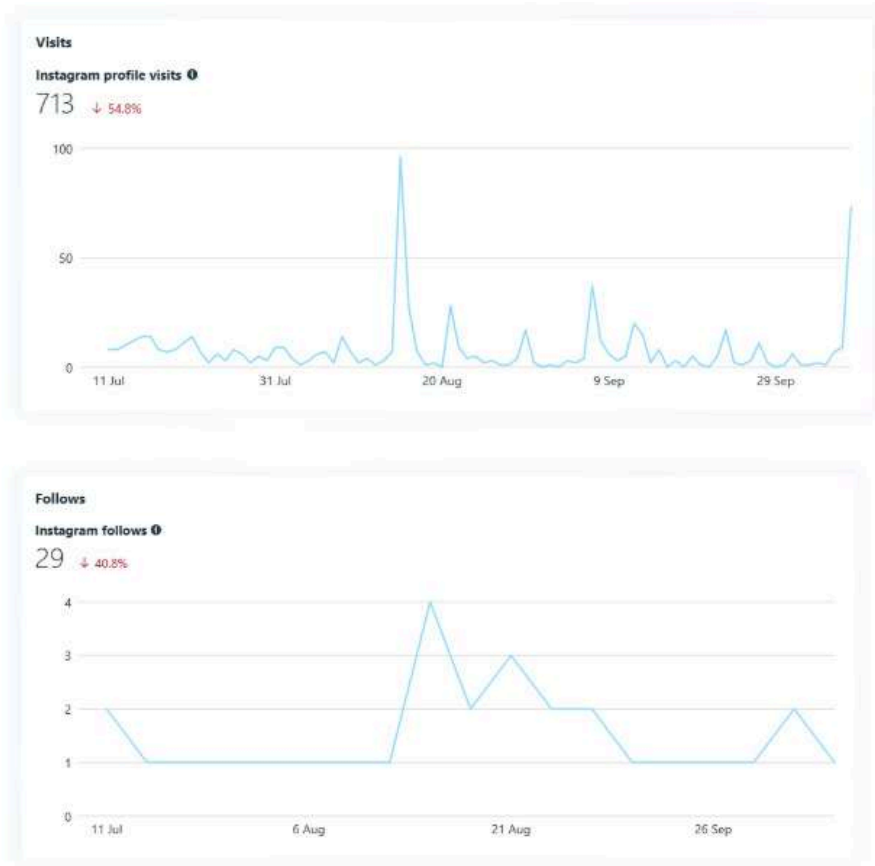 Visits
Instagram profile visits
713 ↓ 54.8%
100
50
0
11 Jul 31 Jul 20 Aug 9 Sep 29 Sep
Follows
Instagram follows
29 ↓ 40.8%
4
3
2
1
0
11 Jul 6 Aug 21 Aug 26 Sep